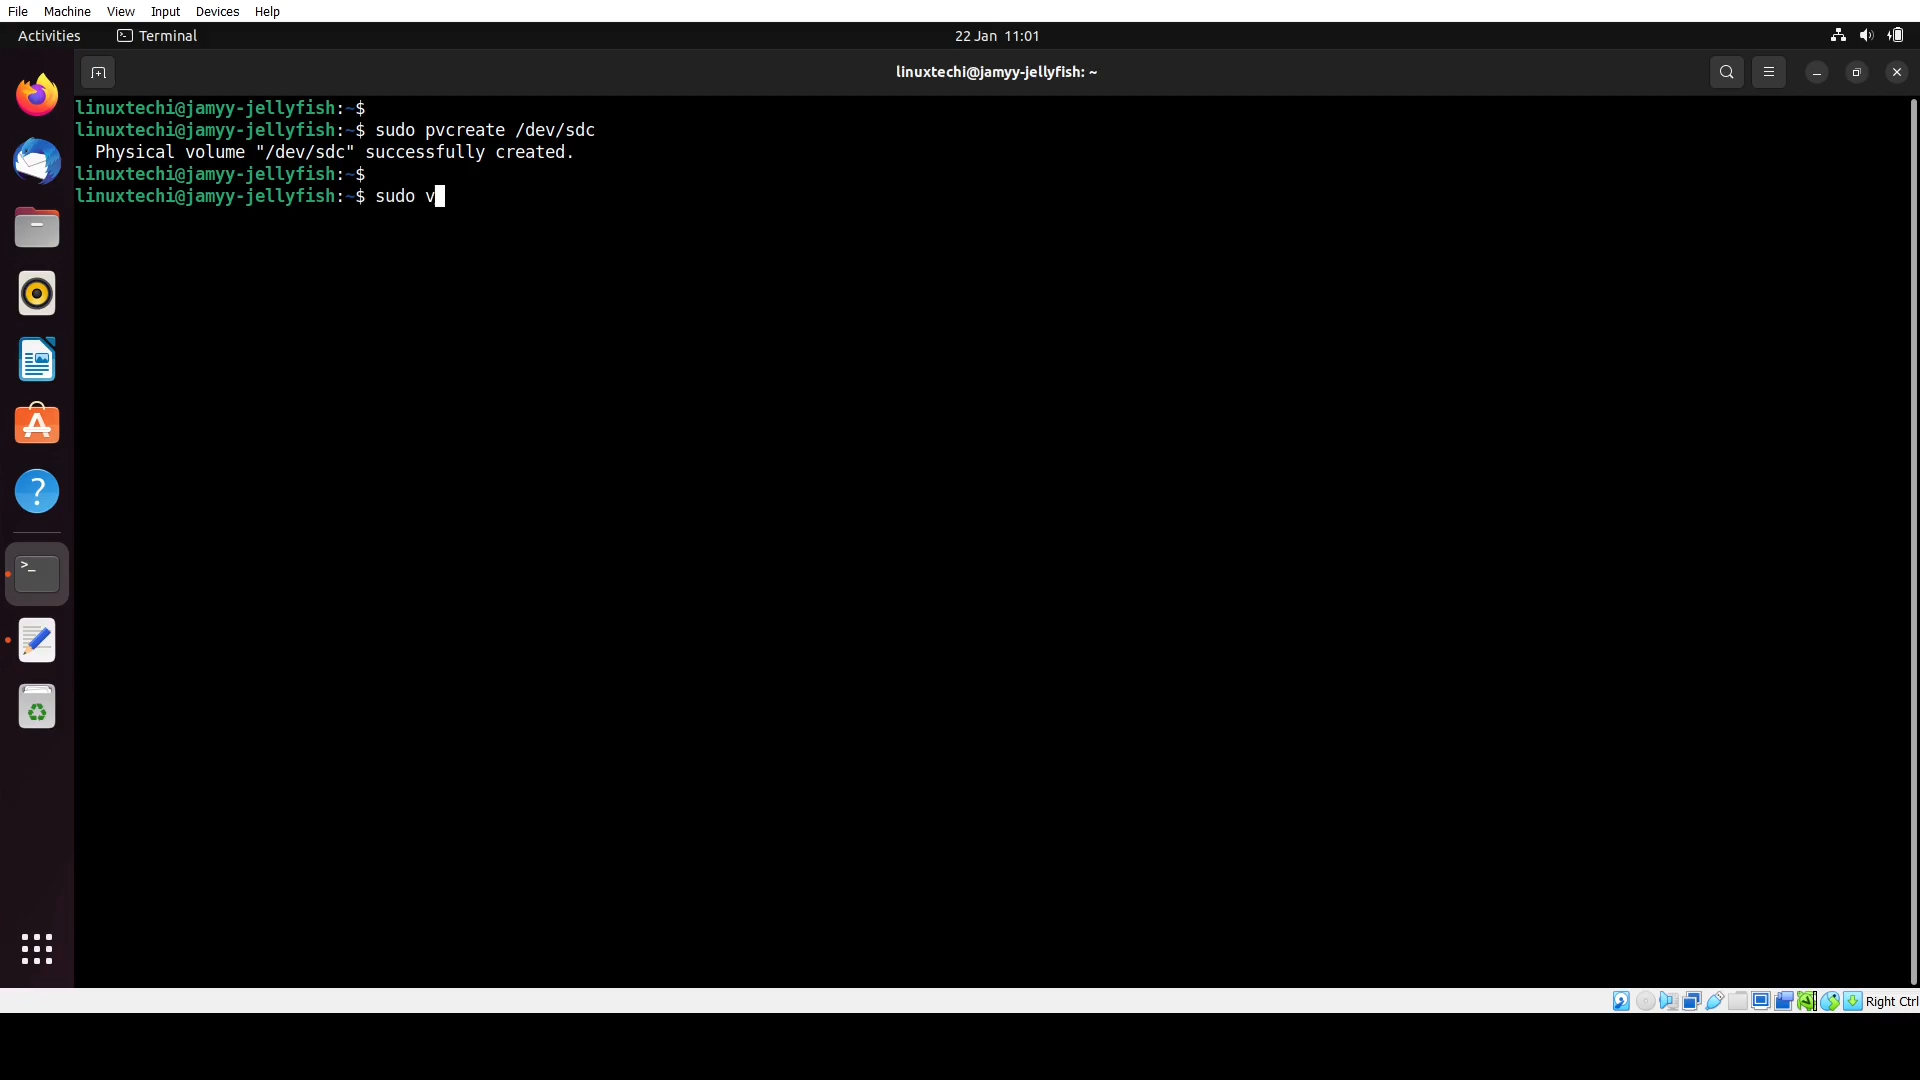 File Machine View Input Devices Help
Activities Terminal 22 Jan 11:01
linuxtechi@jamyy-jellyfish: ~
linuxtechi@jamyy-jellyfish:~$
linuxtechi@jamyy-jellyfish:~$ sudo pvcreate /dev/sdc
Physical volume "/dev/sdc" successfully created.
linuxtechi@jamyy-jellyfish:~$
linuxtechi@jamyy-jellyfish:~$ sudo v
Right Ctrl